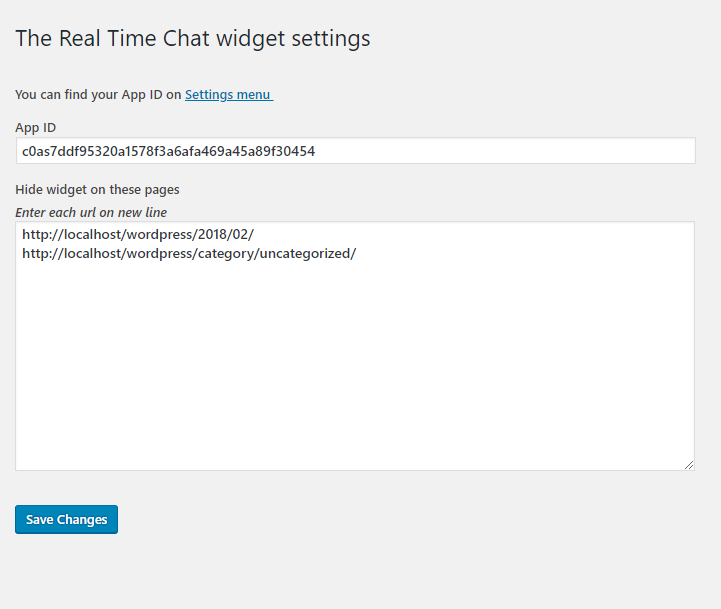 The Real Time Chat widget settings
You can find your App ID on Settings menu
App ID
c0as7ddf95320a1578f3a6afa469a45a89f30454
Hide widget on these pages
Enter each url on new line
http://localhost/wordpress/2018/02/
http://localhost/wordpress/category/uncategorized/
Save Changes